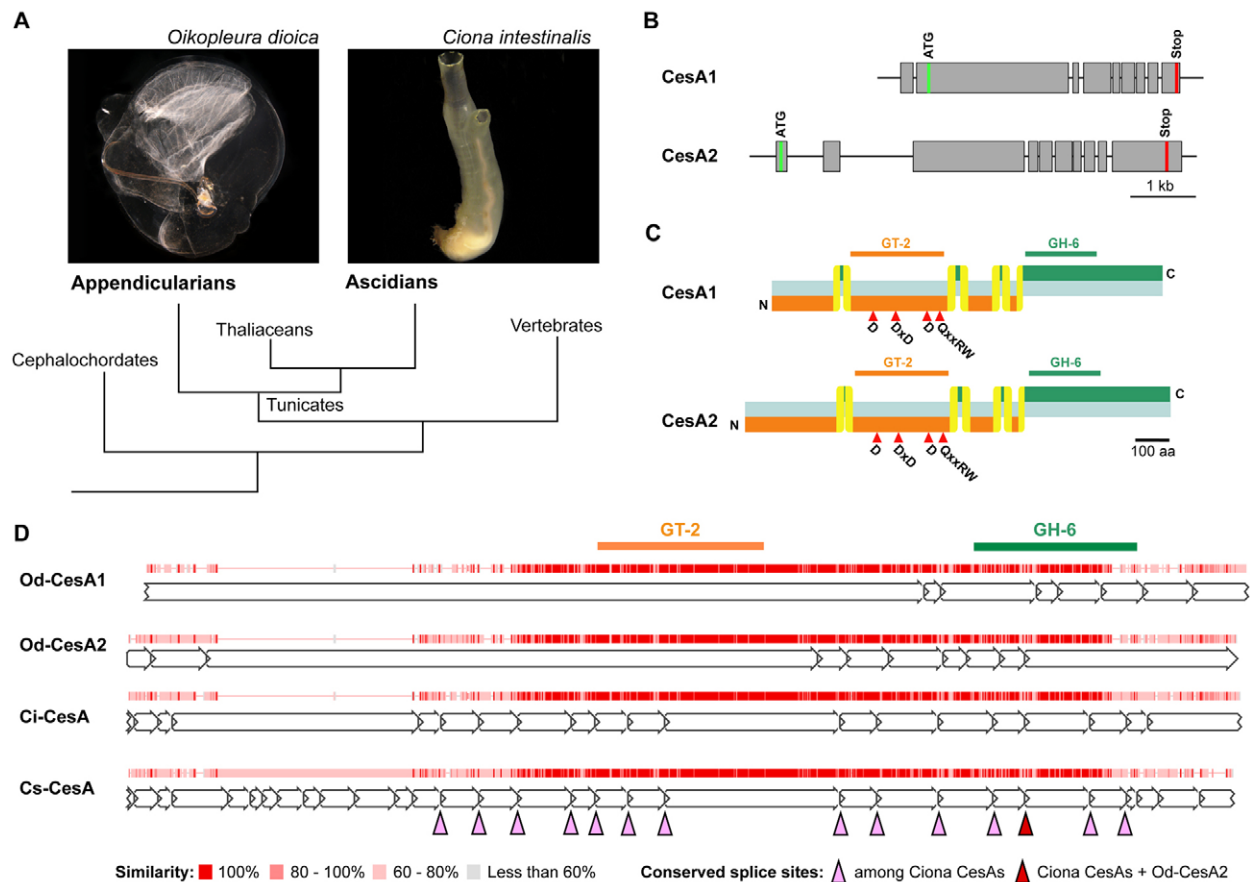 A
Oikopleura dioica
Ciona intestinalis
Appendicularians
Ascidians
Thaliaceans
Vertebrates
Cephalochordates
Tunicates
B
CesA1
ATG
Stop
CesA2
ATG
Stop
1 kb
C
GT-2
GH-6
CesA1
N
C
D
DxD
D
QxxRW
GT-2
GH-6
CesA2
N
C
D
DxD
D
QxxRW
100 aa
D
GT-2
GH-6
Od-CesA1
Od-CesA2
Ci-CesA
Cs-CesA
Similarity: 100% 80 - 100% 60 - 80% Less than 60%
Conserved splice sites: among Ciona CesAs Ciona CesAs + Od-CesA2